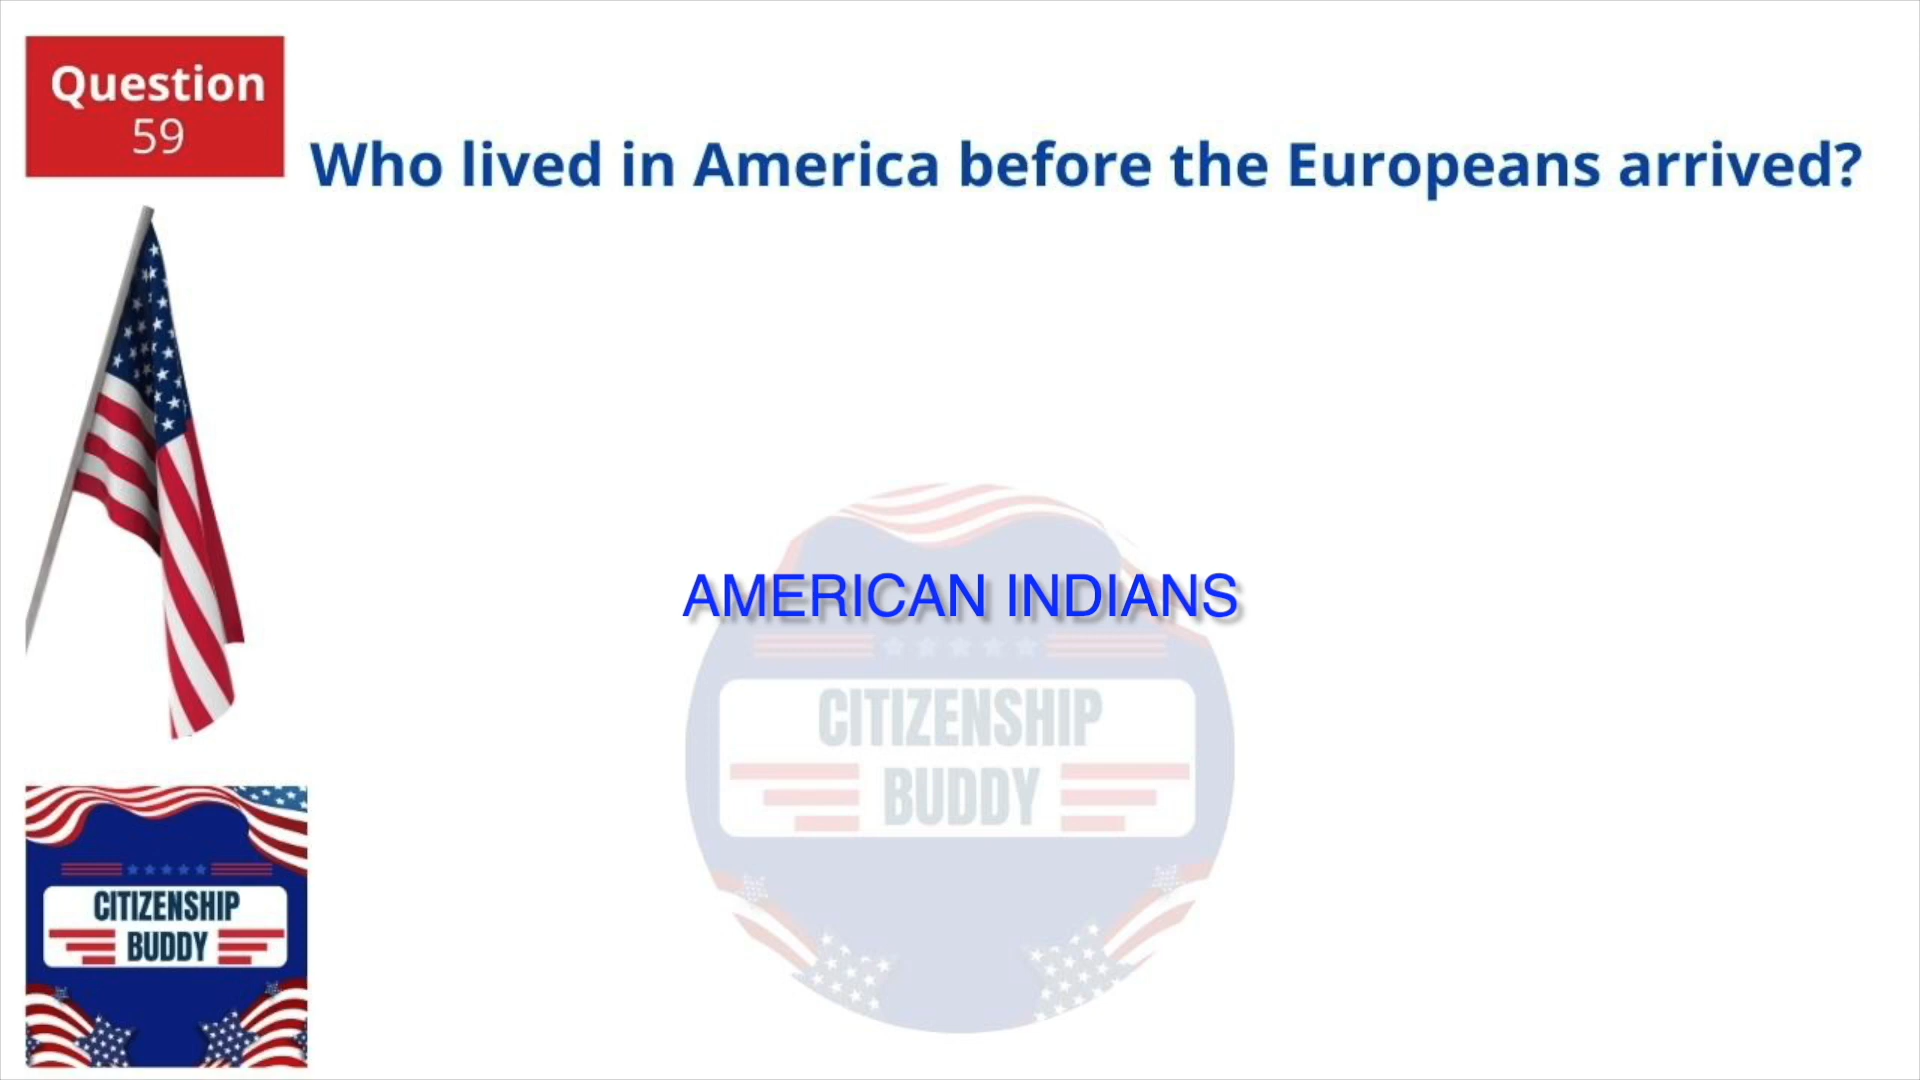 Question
59
Who lived in America before the Europeans arrived?
AMERICAN INDIANS
CITIZENSHIP
BUDDY
CITIZENSHIP
BUDDY